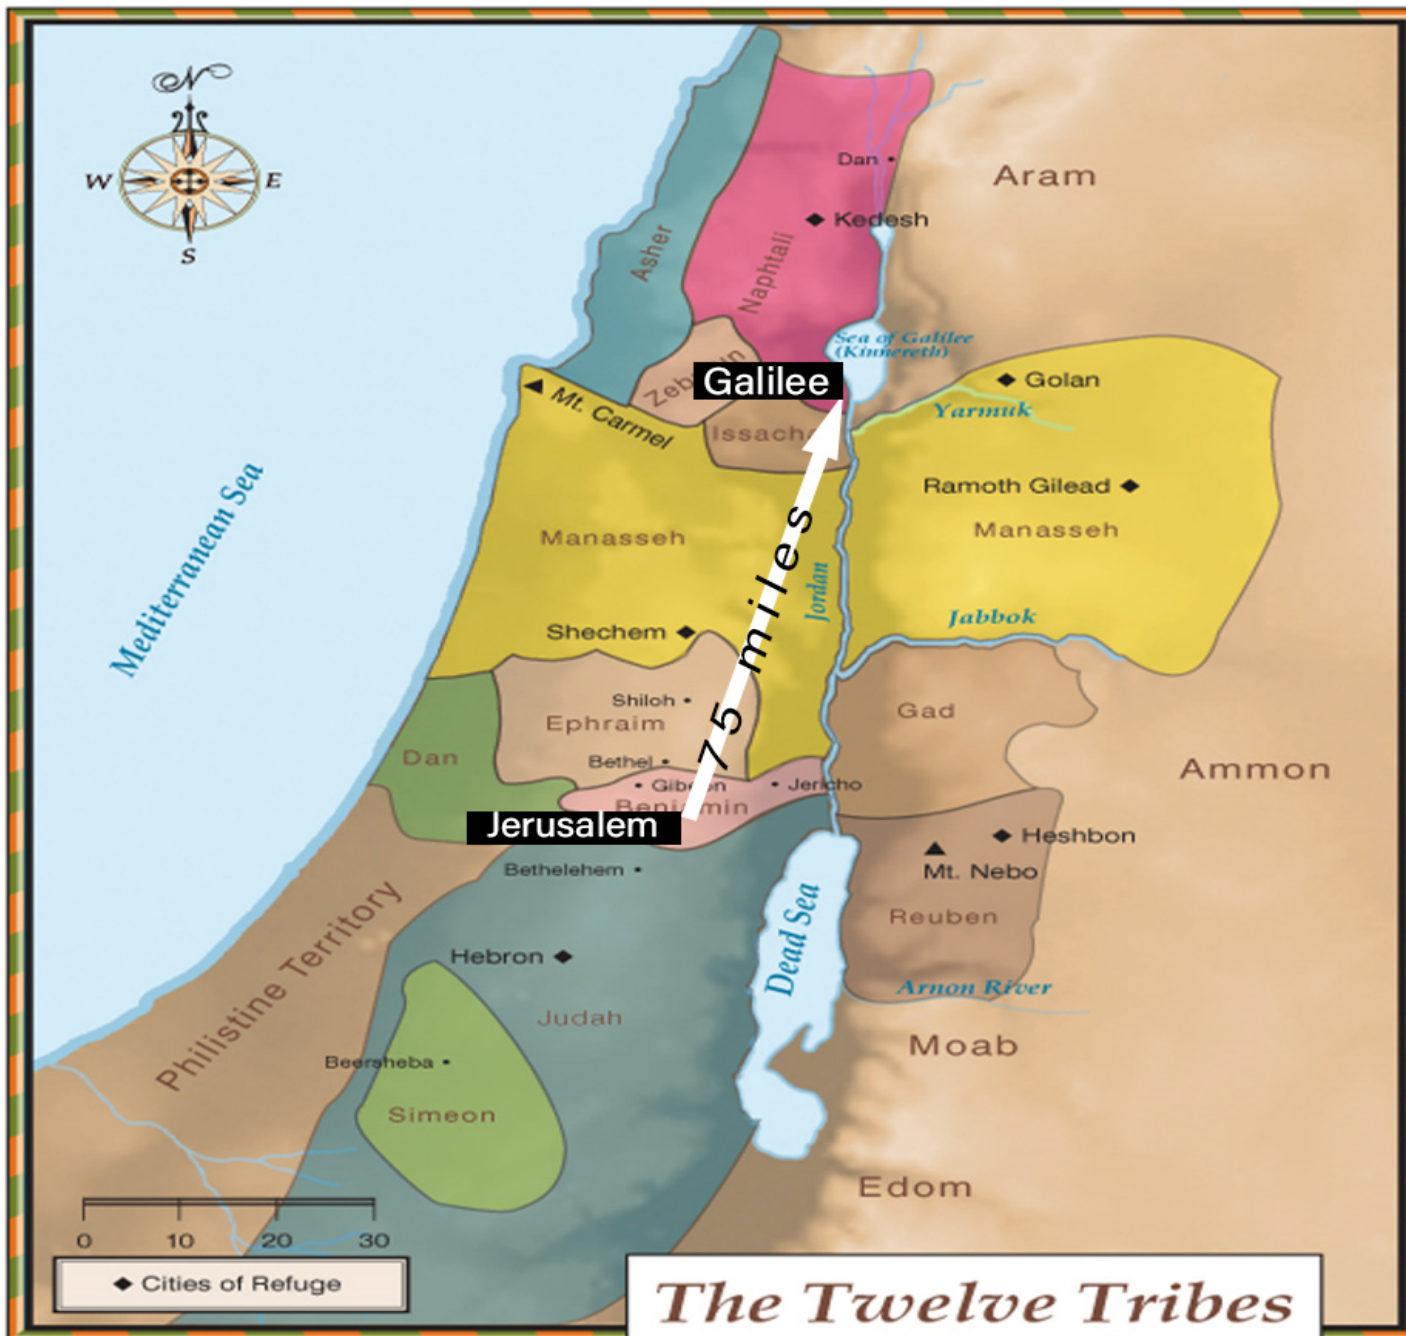 N
W
E
S
Aram
Dan
Kedesh
Asher
Naphtali
Sea of Galilee
(Kinnereth)
Galilee
Golan
Mt. Carmel
Yarmuk
Ramoth Gilead
Manasseh
Manasseh
Mediterranean Sea
75 miles
Jordan
Jabbok
Shechem
Shiloh
Ephraim
Gad
Dan
Bethel
Jericho
Benjamin
Ammon
Jerusalem
Heshbon
Mt. Nebo
Bethelehem
Reuben
Philistine Territory
Dead Sea
Hebron
Arnon River
Judah
Moab
Beersheba
Simeon
Edom
0 10 20 30
Cities of Refuge
The Twelve Tribes